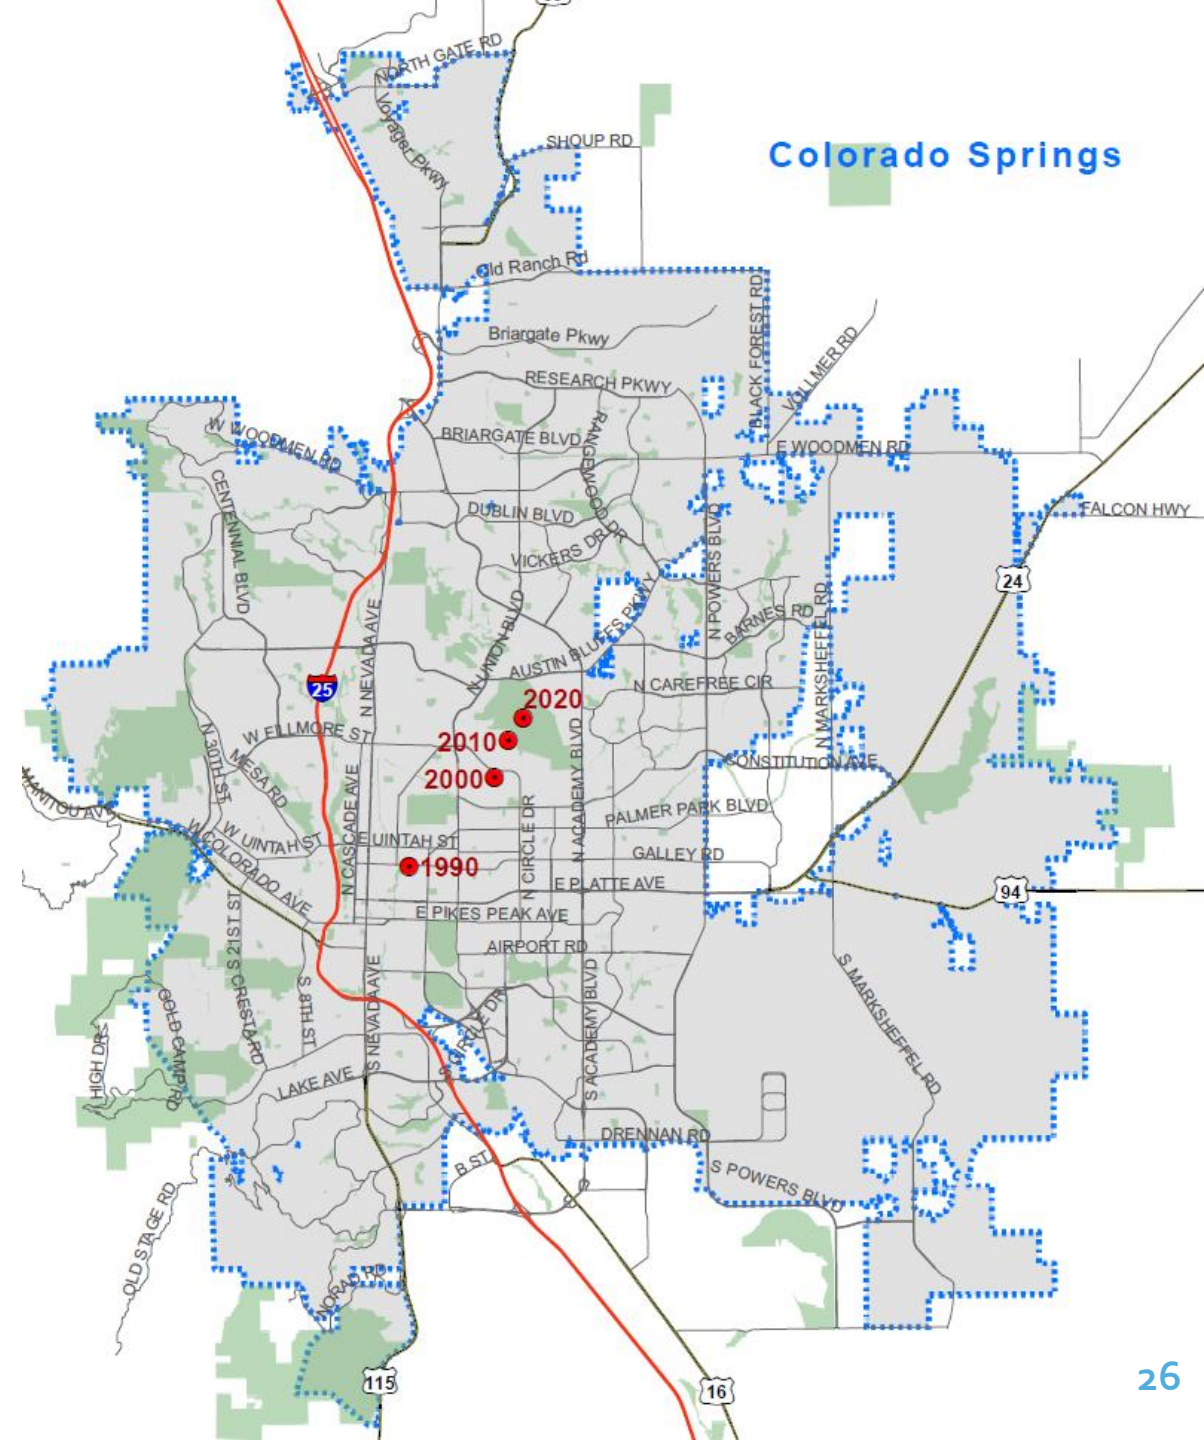 NORTH GATE RD
Voyager Pkwy
SHOUP RD
Colorado Springs
Old Ranch Rd
BLACK FOREST RD
Briargate Pkwy
VOLLMER RD
RESEARCH PKWY
RANGEWOOD DR
W WOODMEN RD
BRIARGATE BLVD
E WOODMEN RD
CENTENNIAL BLVD
DUBLIN BLVD
N POWERS BLVD
FALCON HWY
VICKERS DR
24
N NEVADA AVE
N UNION BLVD
AUSTIN BLUFFS PKWY
BARNES RD
N MARKSHEFFEL RD
25
N CAREFREE CIR
2020
N 30TH ST
W FILLMORE ST
2010
N ACADEMY BLVD
MESA RD
2000
CONSTITUTION AVE
MANITOU AVE
N CASCADE AVE
N CIRCLE DR
PALMER PARK BLVD
W UINTAH ST
E UINTAH ST
W COLORADO AVE
1990
GALLEY RD
E PLATTE AVE
94
S 21ST ST
E PIKES PEAK AVE
AIRPORT RD
GOLD CAMP RD
S CRESTA RD
S 8TH ST
S NEVADA AVE
S CIRCLE DR
S ACADEMY BLVD
S MARKSHEFFEL RD
HIGH DR
LAKE AVE
DRENNAN RD
B ST
S POWERS BLVD
OLD STAGE RD
NORAD RD
115
16
26